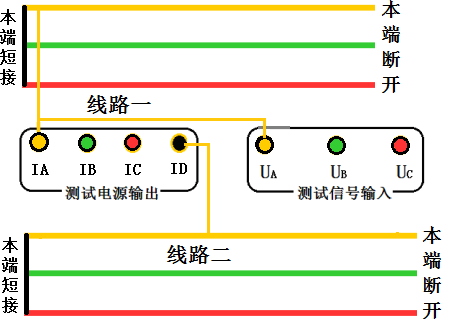 本端短接
本端断开
线路一
IA IB IC ID
测试电源输出
UA UB UC
测试信号输入
本端短接
线路二
本端断开